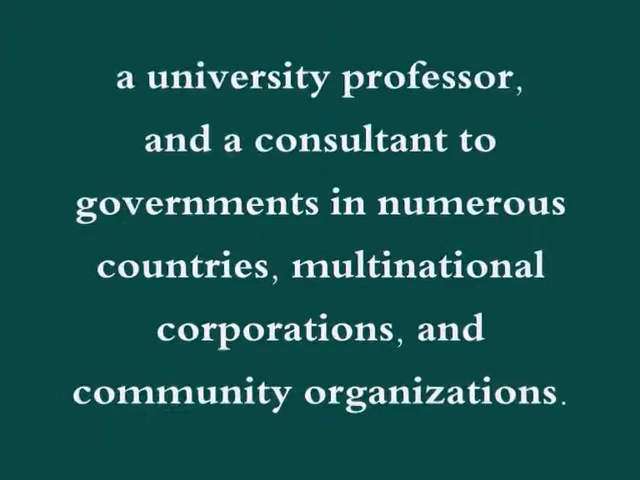 a university professor,
and a consultant to
governments in numerous
countries, multinational
corporations, and
community organizations.